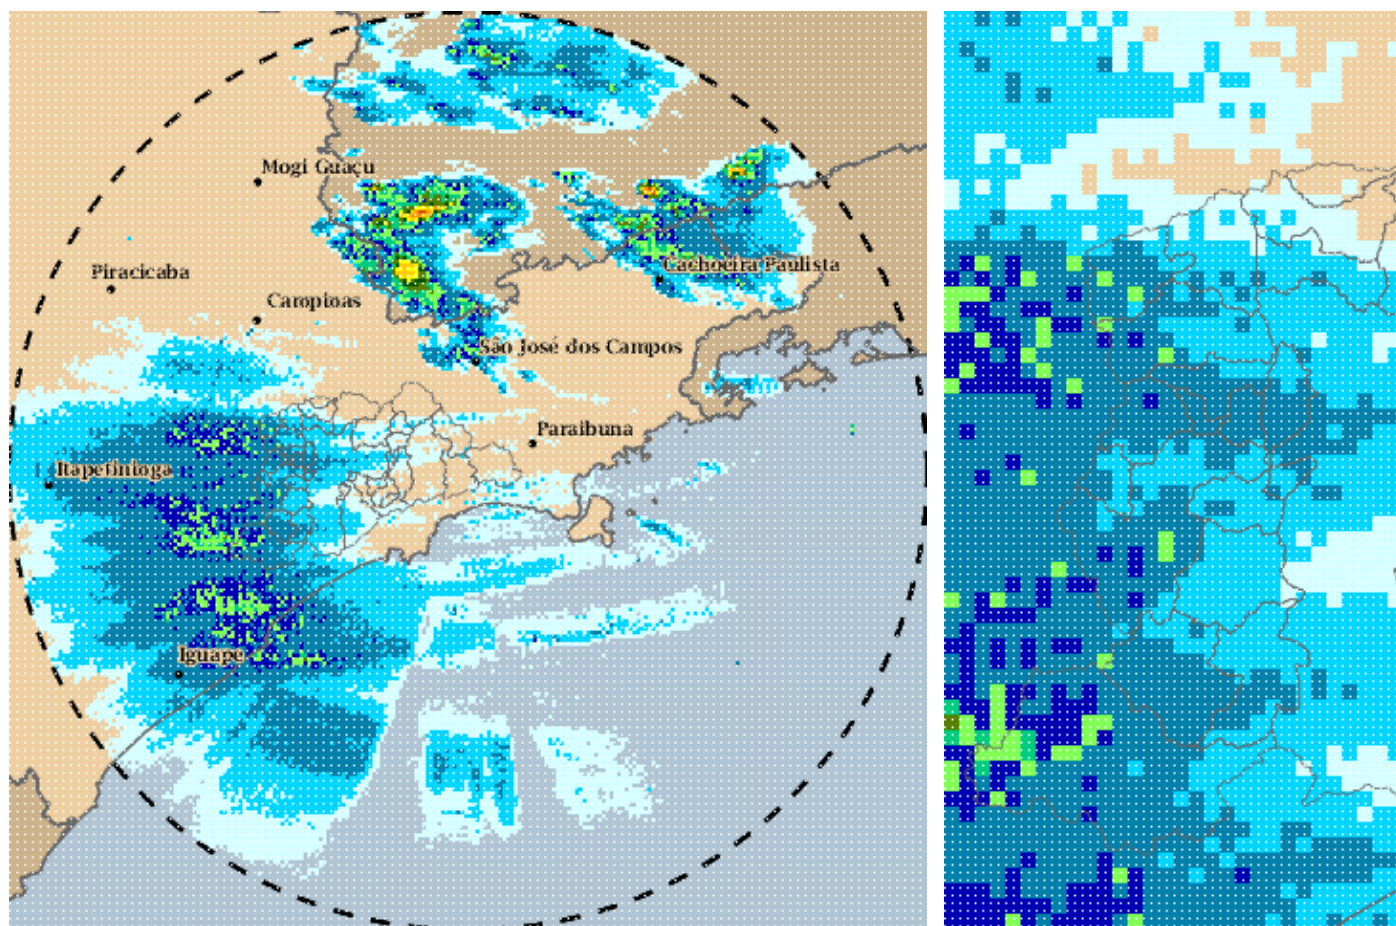 Mogi Guaçu
Piracicaba
Cachoeira Paulista
Campinas
São José dos Campos
Paraibuna
Itapetininga
Iguape